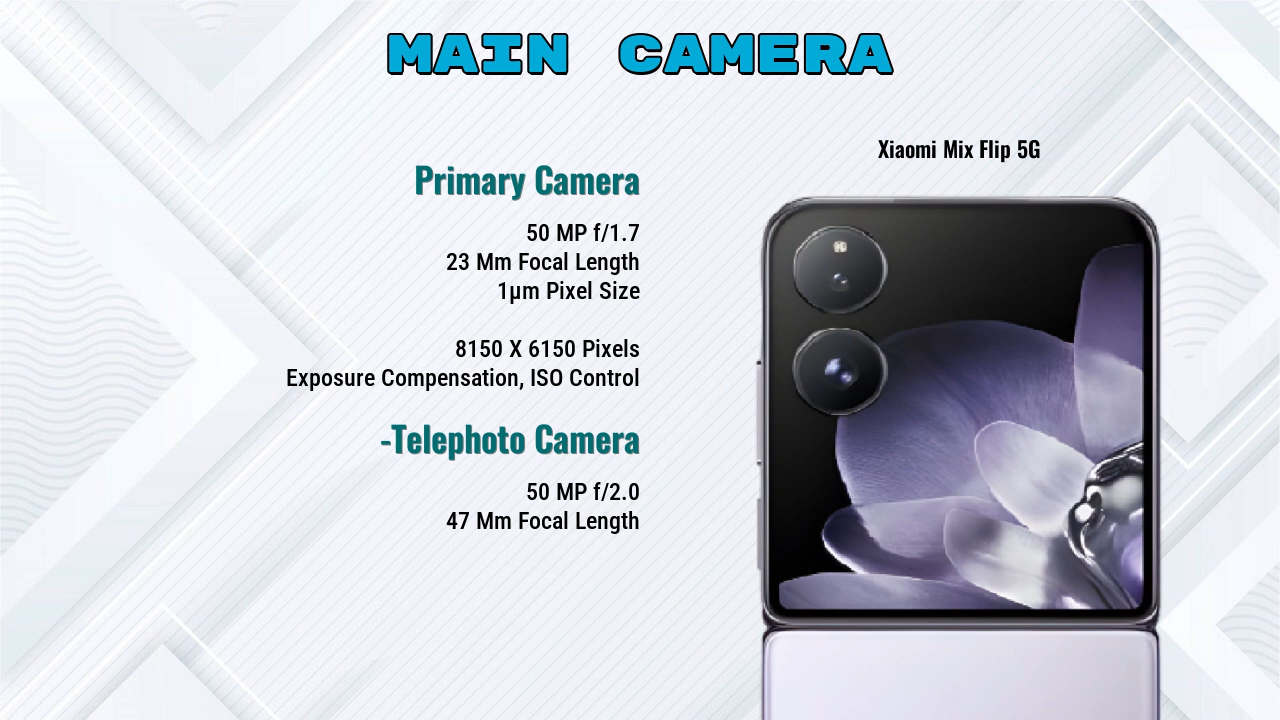 MAIN CAMERA
Xiaomi Mix Flip 5G
Primary Camera
50 MP f/1.7
23 Mm Focal Length
1µm Pixel Size
8150 X 6150 Pixels
Exposure Compensation, ISO Control
-Telephoto Camera
50 MP f/2.0
47 Mm Focal Length